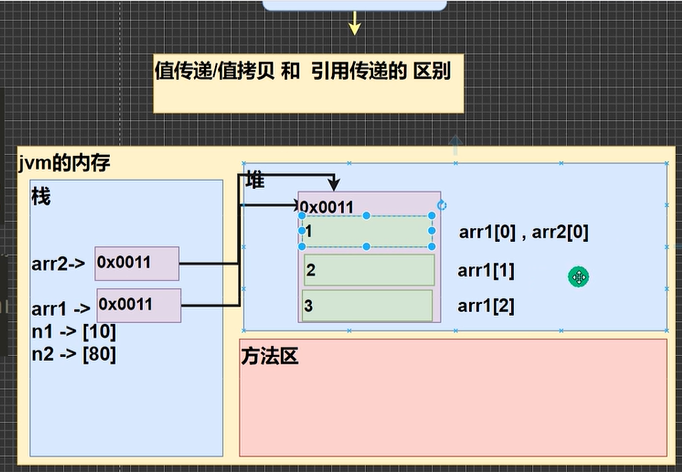 值传递/值拷贝 和 引用传递的 区别
jvm的内存
栈
堆
0x0011
1
arr1[0] , arr2[0]
arr2-> 0x0011
2
arr1[1]
arr1 -> 0x0011
3
arr1[2]
n1 -> [10]
n2 -> [80]
方法区